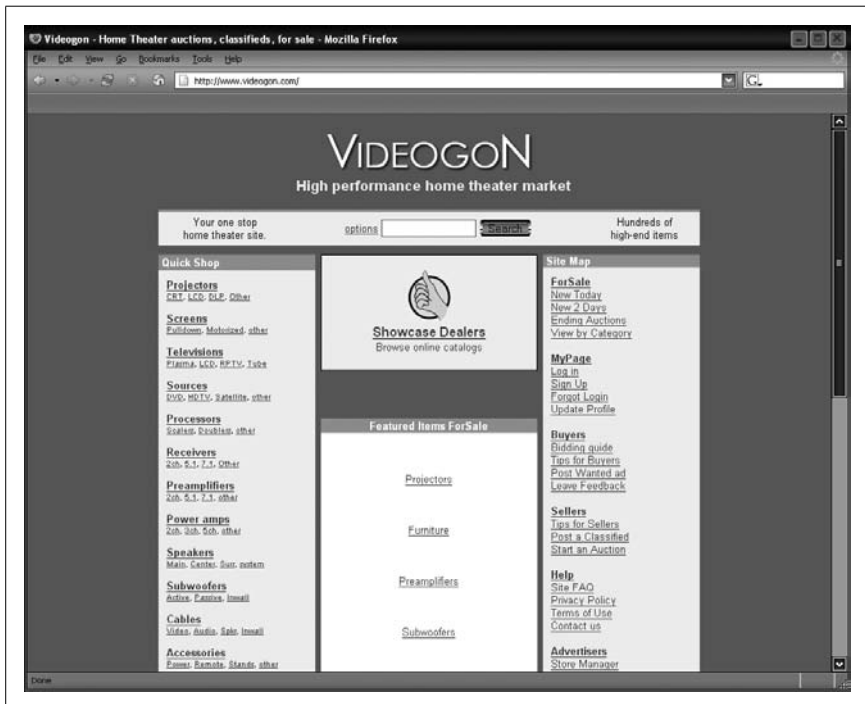 Videogon - Home Theater auctions, classifieds, for sale - Mozilla Firefox
File Edit View Go Bookmarks Tools Help
http://www.videogon.com/
G
VIDEOGON
High performance home theater market
Your one stop
home theater site.
options
Search
Hundreds of
high-end items
Quick Shop
Projectors
CRT, LCD, DLP, Other
Screens
Pulldown, Motorized, other
Televisions
Plasma, LCD, RPTV, Tube
Sources
DVD, HDTV, Satellite, other
Processors
Scalers, Doublers, other
Receivers
2ch, 5.1, 7.1, Other
Preamplifiers
2ch, 5.1, 7.1, other
Power amps
2ch, 3ch, 5ch, other
Speakers
Main, Center, Surr, system
Subwoofers
Active, Passive, Inwall
Cables
Video, Audio, Spkr, Inwall
Accessories
Power, Remote, Stands, other
Showcase Dealers
Browse online catalogs
Featured Items ForSale
Projectors
Furniture
Preamplifiers
Subwoofers
Site Map
ForSale
New Today
New 2 Days
Ending Auctions
View by Category
MyPage
Log in
Sign Up
Forgot Login
Update Profile
Buyers
Bidding guide
Tips for Buyers
Post Wanted ad
Leave Feedback
Sellers
Tips for Sellers
Post a Classified
Start an Auction
Help
Site FAQ
Privacy Policy
Terms of Use
Contact us
Advertisers
Store Manager
Done